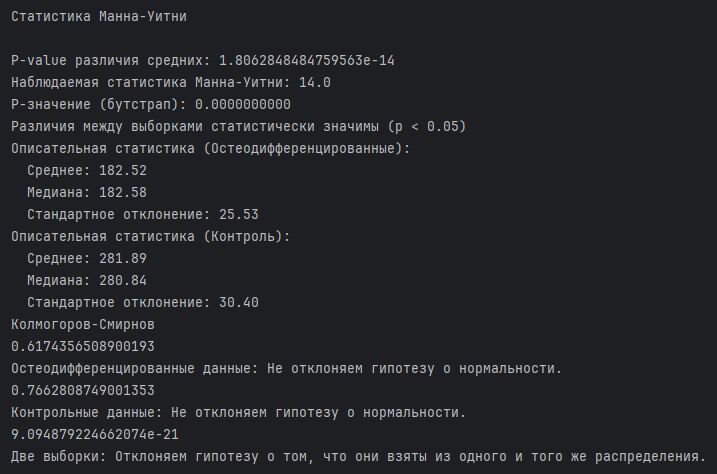 Статистика Манна-Уитни
P-value различия средних: 1.8062848484759563e-14
Наблюдаемая статистика Манна-Уитни: 14.0
P-значение (бутстрап): 0.0000000000
Различия между выборками статистически значимы (p < 0.05)
Описательная статистика (Остеодифференцированные):
Среднее: 182.52
Медиана: 182.58
Стандартное отклонение: 25.53
Описательная статистика (Контроль):
Среднее: 281.89
Медиана: 280.84
Стандартное отклонение: 30.40
Колмогоров-Смирнов
0.6174356508900193
Остеодифференцированные данные: Не отклоняем гипотезу о нормальности.
0.7662808749001353
Контрольные данные: Не отклоняем гипотезу о нормальности.
9.094879224662074e-21
Две выборки: Отклоняем гипотезу о том, что они взяты из одного и того же распределения.